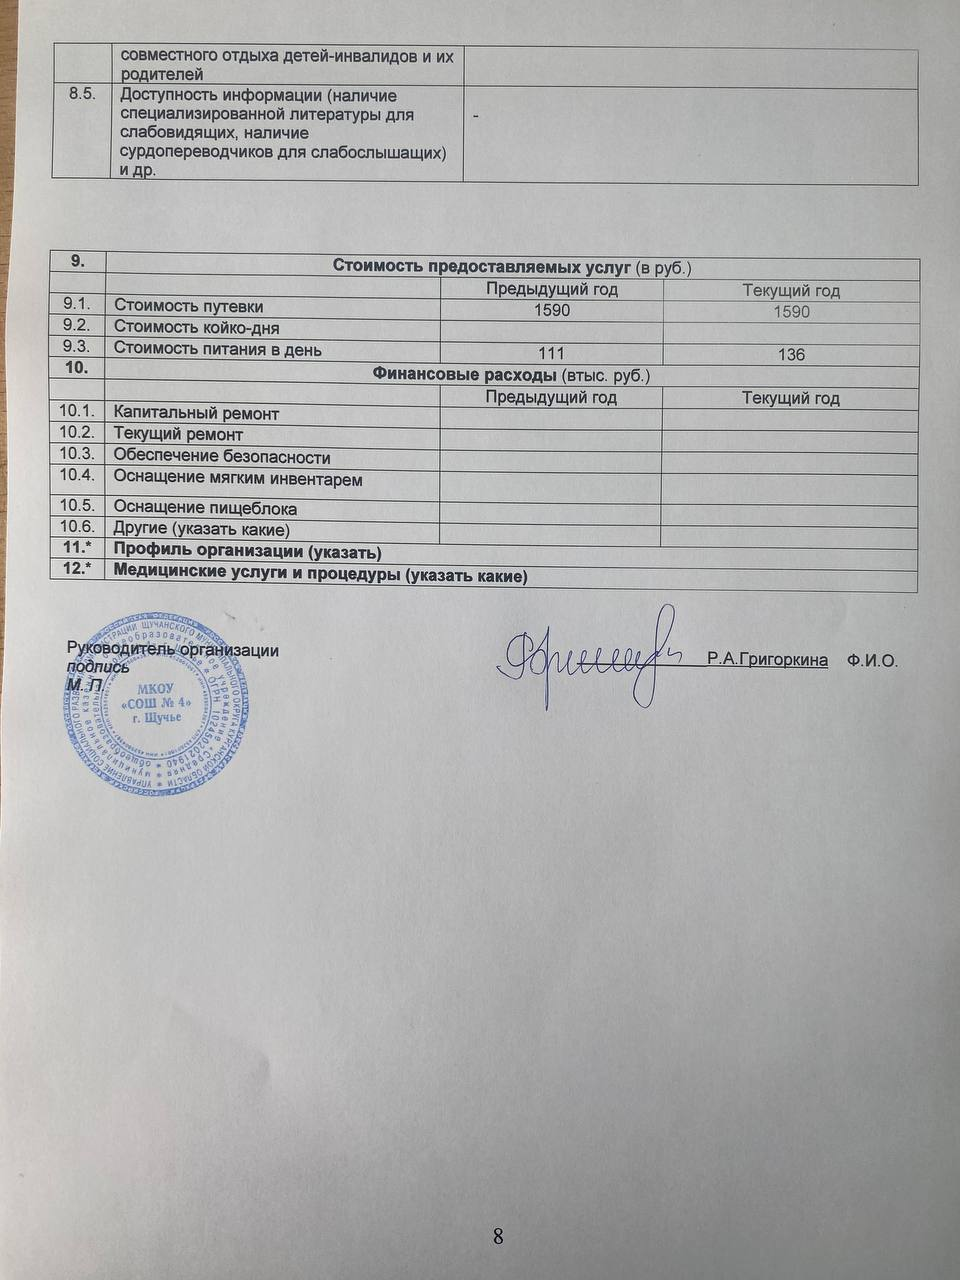 совместного отдыха детей-инвалидов и их
родителей
8.5. Доступность информации (наличие
специализированной литературы для
слабовидящих, наличие
сурдопереводчиков для слабослышащих)
и др.
-
9. Стоимость предоставляемых услуг (в руб.)
Предыдущий год Текущий год
9.1. Стоимость путевки 1590 1590
9.2. Стоимость койко-дня
9.3. Стоимость питания в день 111 136
10. Финансовые расходы (втыс. руб.)
Предыдущий год Текущий год
10.1. Капитальный ремонт
10.2. Текущий ремонт
10.3. Обеспечение безопасности
10.4. Оснащение мягким инвентарем
10.5. Оснащение пищеблока
10.6. Другие (указать какие)
11.* Профиль организации (указать)
12.* Медицинские услуги и процедуры (указать какие)
Руководитель организации
подпись Р.А.Григоркина Ф.И.О.
М. П
МКОУ
«СОШ № 4»
г. Щучье
8